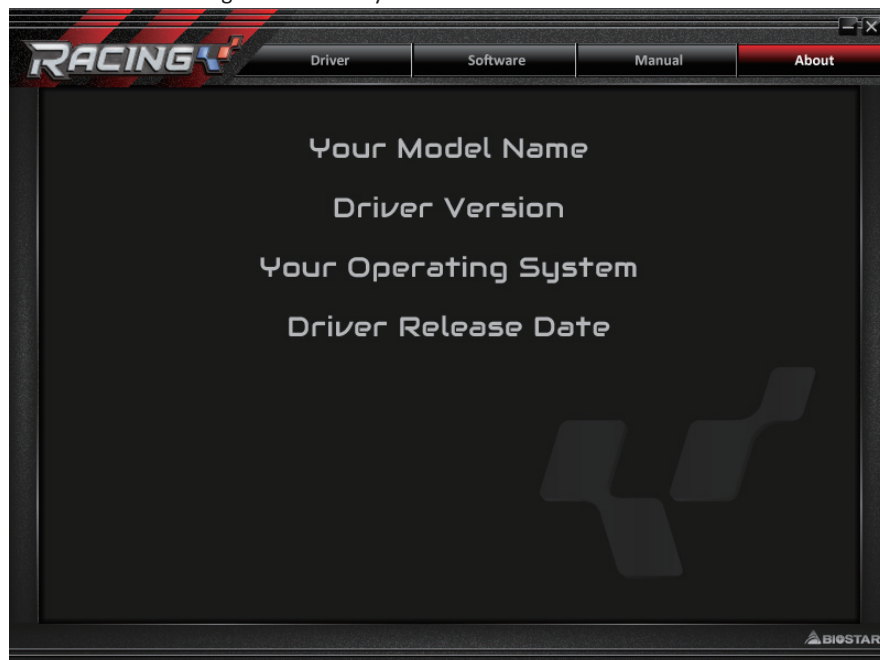 RACING
Driver
Software
Manual
About
Your Model Name
Driver Version
Your Operating System
Driver Release Date
BIOSTAR